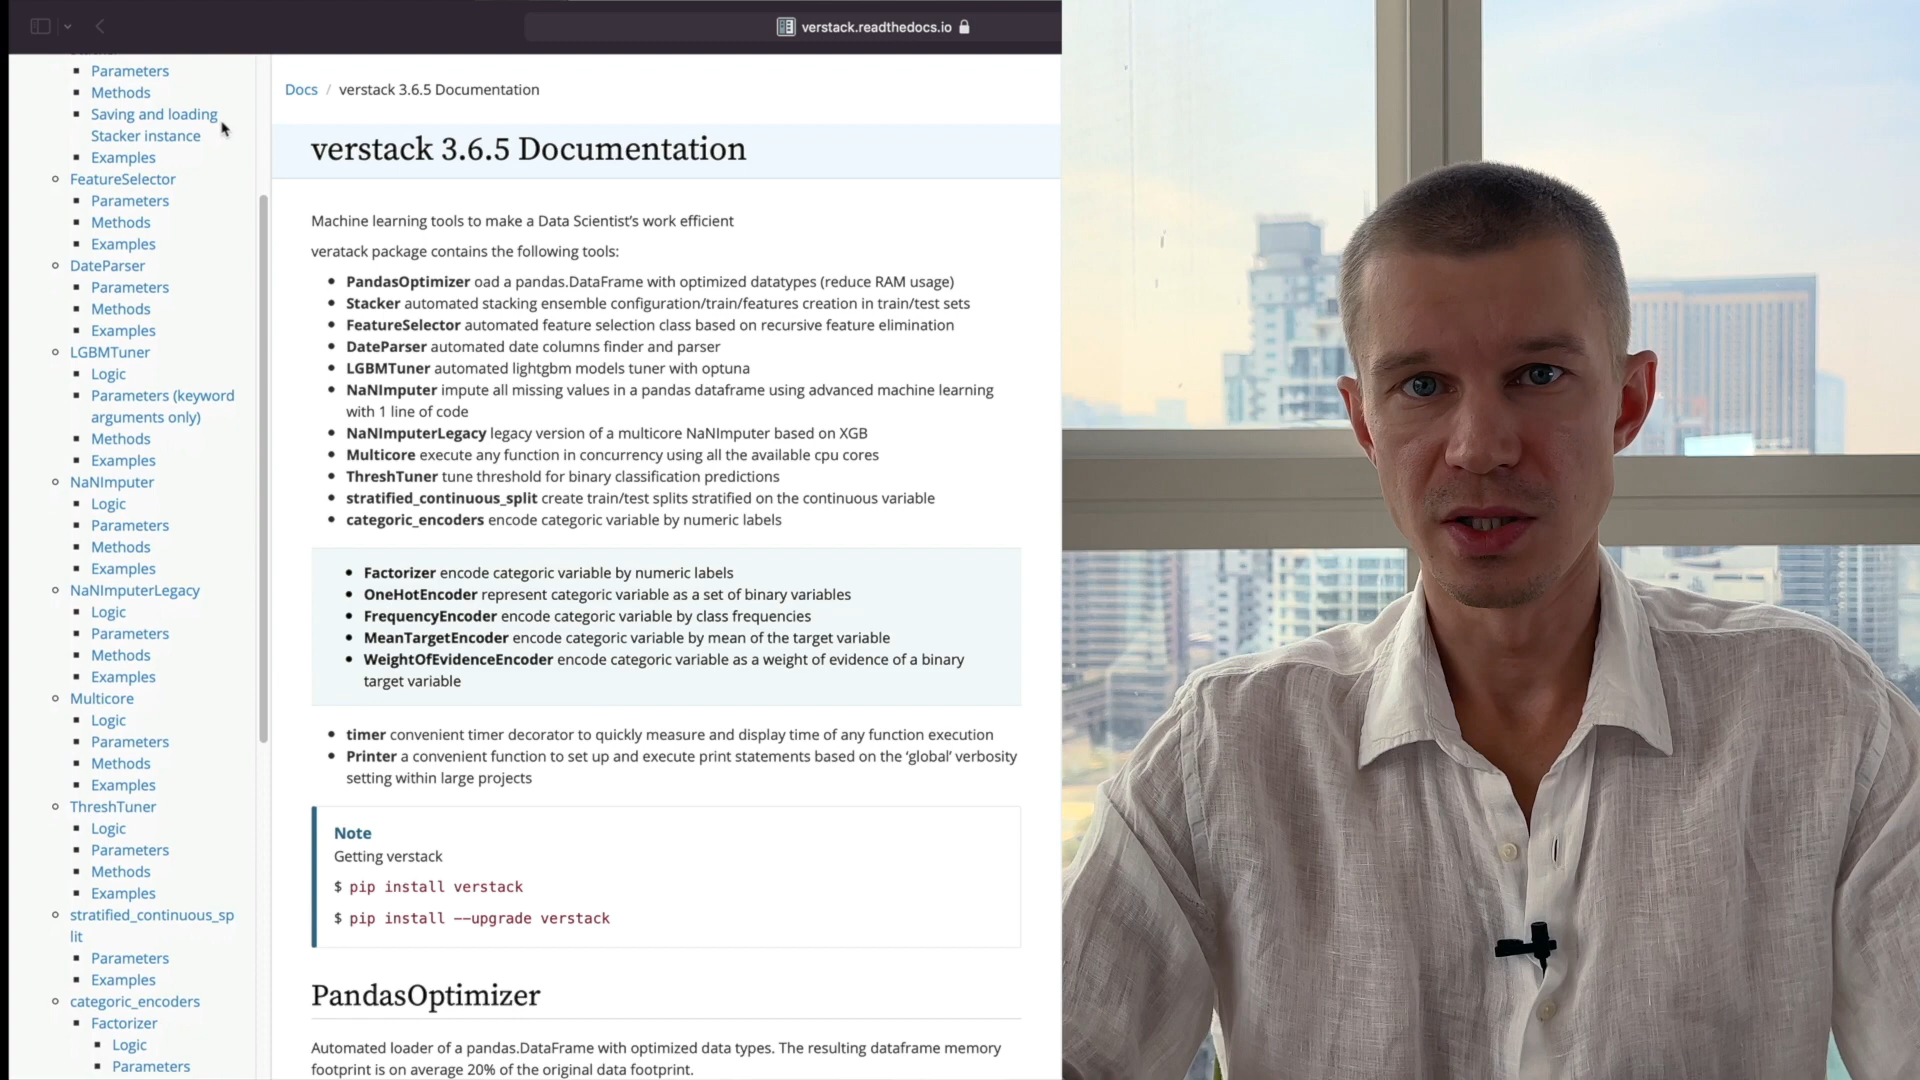 verstack.readthedocs.io
Parameters
Methods
Saving and loading
Stacker instance
Examples
FeatureSelector
Parameters
Methods
Examples
DateParser
Parameters
Methods
Examples
LGBMTuner
Logic
Parameters (keyword
arguments only)
Methods
Examples
NaNImputer
Logic
Parameters
Methods
Examples
NaNImputerLegacy
Logic
Parameters
Methods
Examples
Multicore
Logic
Parameters
Methods
Examples
ThreshTuner
Logic
Parameters
Methods
Examples
stratified_continuous_sp
lit
Parameters
Examples
categoric_encoders
Factorizer
Logic
Parameters
Docs / verstack 3.6.5 Documentation
verstack 3.6.5 Documentation
Machine learning tools to make a Data Scientist’s work efficient
veratack package contains the following tools:
PandasOptimizer oad a pandas.DataFrame with optimized datatypes (reduce RAM usage)
Stacker automated stacking ensemble configuration/train/features creation in train/test sets
FeatureSelector automated feature selection class based on recursive feature elimination
DateParser automated date columns finder and parser
LGBMTuner automated lightgbm models tuner with optuna
NaNImputer impute all missing values in a pandas dataframe using advanced machine learning
with 1 line of code
NaNImputerLegacy legacy version of a multicore NaNImputer based on XGB
Multicore execute any function in concurrency using all the available cpu cores
ThreshTuner tune threshold for binary classification predictions
stratified_continuous_split create train/test splits stratified on the continuous variable
categoric_encoders encode categoric variable by numeric labels
Factorizer encode categoric variable by numeric labels
OneHotEncoder represent categoric variable as a set of binary variables
FrequencyEncoder encode categoric variable by class frequencies
MeanTargetEncoder encode categoric variable by mean of the target variable
WeightOfEvidenceEncoder encode categoric variable as a weight of evidence of a binary
target variable
timer convenient timer decorator to quickly measure and display time of any function execution
Printer a convenient function to set up and execute print statements based on the ‘global’ verbosity
setting within large projects
Note
Getting verstack
$ pip install verstack
$ pip install --upgrade verstack
PandasOptimizer
Automated loader of a pandas.DataFrame with optimized data types. The resulting dataframe memory
footprint is on average 20% of the original data footprint.